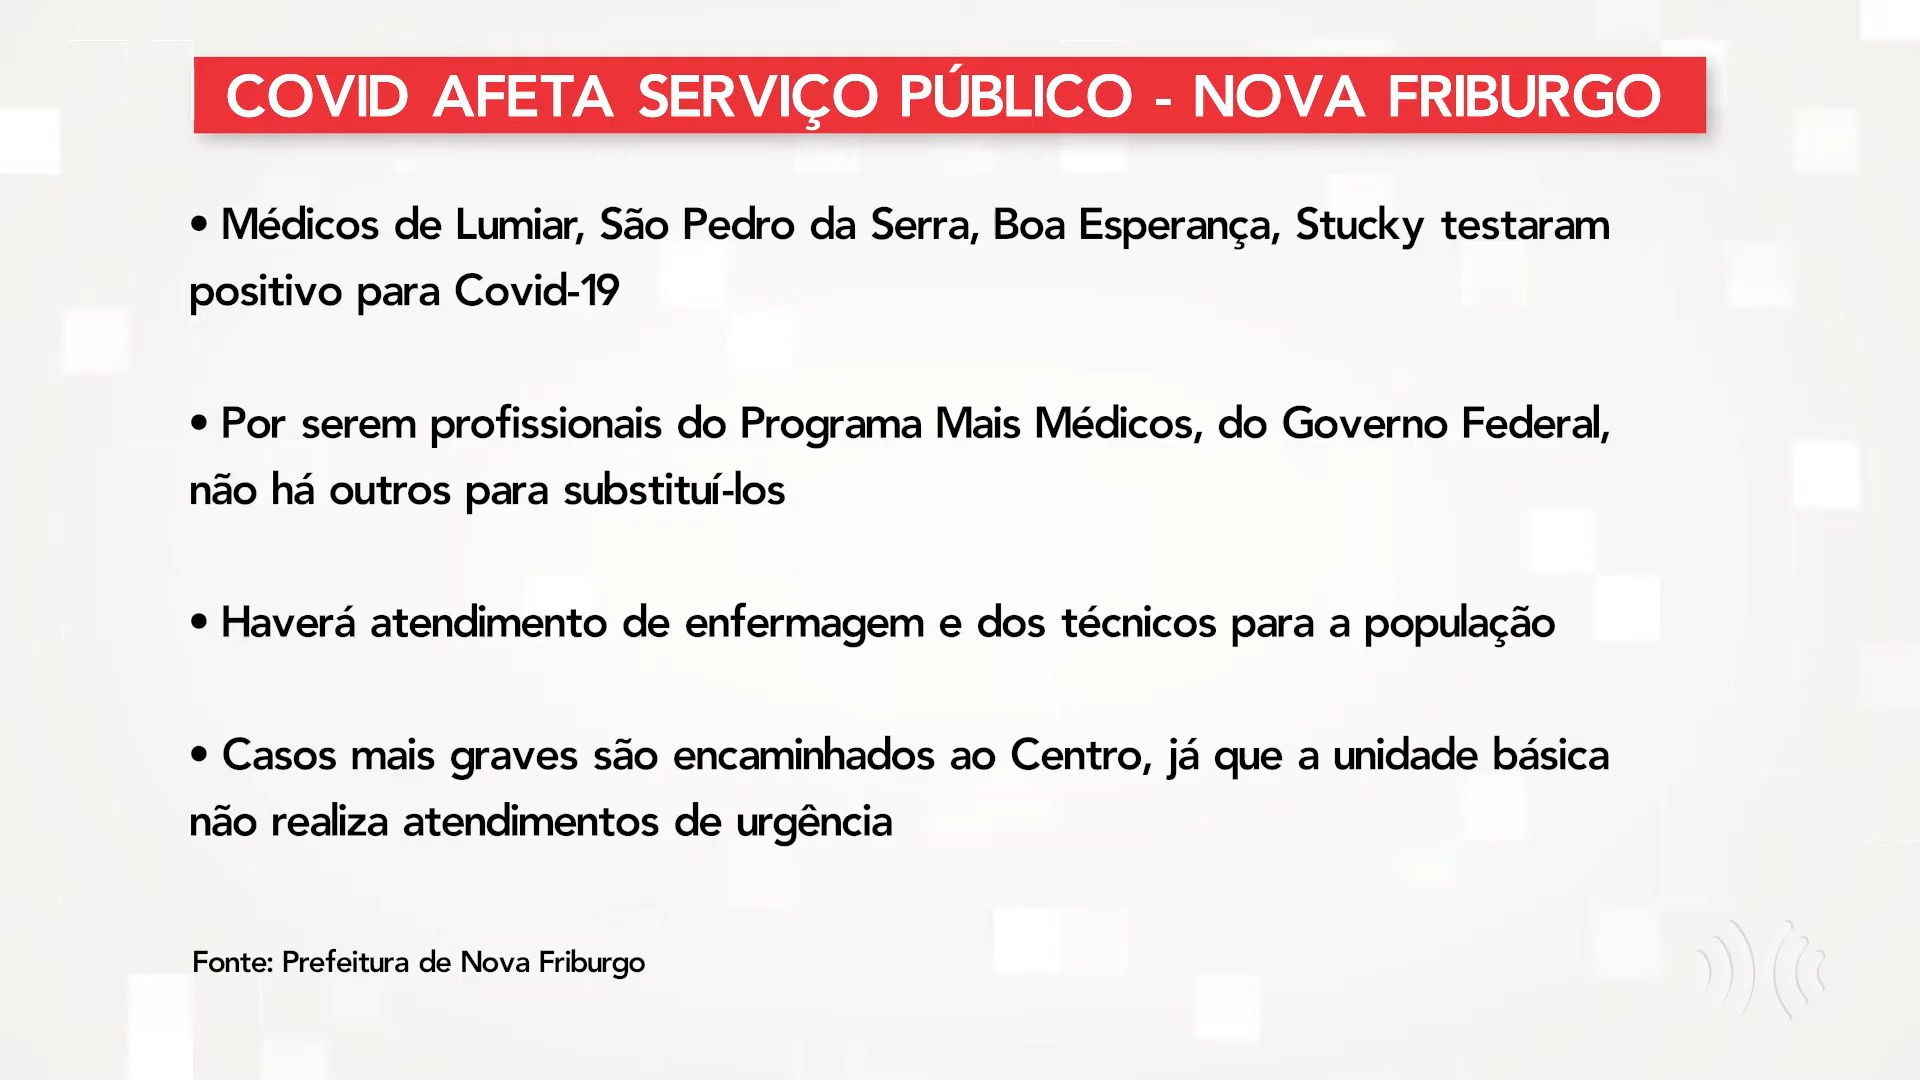 COVID AFETA SERVIÇO PÚBLICO - NOVA FRIBURGO
• Médicos de Lumiar, São Pedro da Serra, Boa Esperança, Stucky testaram
positivo para Covid-19
• Por serem profissionais do Programa Mais Médicos, do Governo Federal,
não há outros para substituí-los
• Haverá atendimento de enfermagem e dos técnicos para a população
• Casos mais graves são encaminhados ao Centro, já que a unidade básica
não realiza atendimentos de urgência
Fonte: Prefeitura de Nova Friburgo